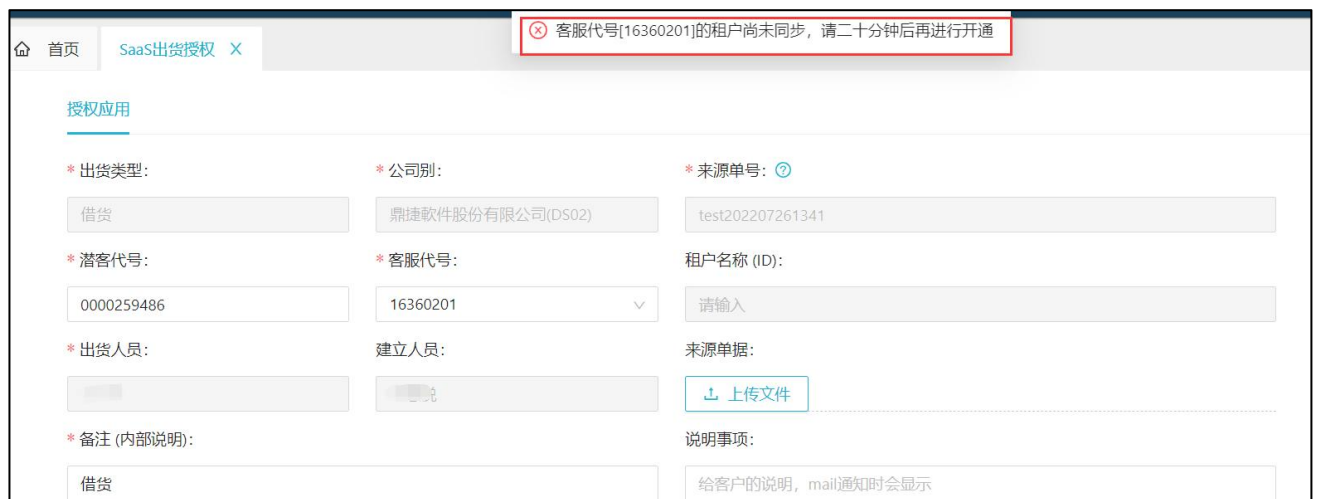 客服代号[16360201]的租户尚未同步，请二十分钟后再进行开通
首页 SaaS出货授权 X
授权应用
* 出货类型： * 公司别： * 来源单号： ?
借货 鼎捷軟件股份有限公司(DS02) test202207261341
* 潜客代号： * 客服代号： 租户名称 (ID)：
0000259486 16360201 请输入
* 出货人员： 建立人员： 来源单据：
上传文件
* 备注 (内部说明)： 说明事项：
借货 给客户的说明，mail通知时会显示